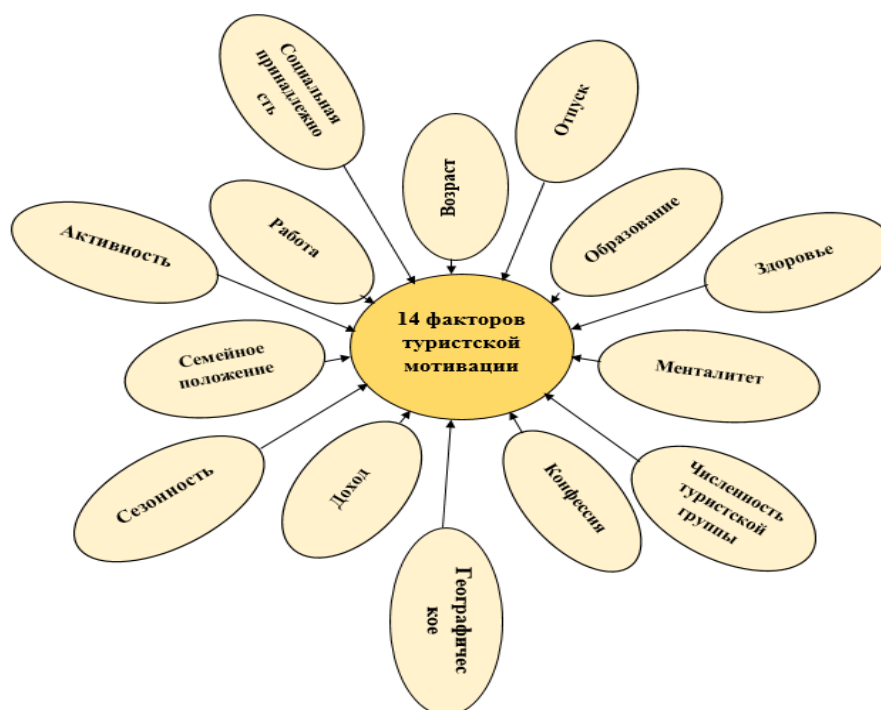 Социальная
принадлежно
сть
Возраст
Отпуск
Активность
Работа
Образование
Здоровье
14 факторов
туристской
мотивации
Семейное
положение
Менталитет
Сезонность
Доход
Конфессия
Численность
туристской
группы
Географичес
кое